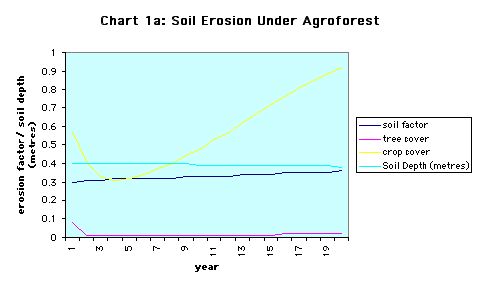 Chart 1a: Soil Erosion Under Agroforest
erosion factor/ soil depth
(metres)
1
0.9
0.8
0.7
0.6
0.5
0.4
0.3
0.2
0.1
0
1 3 5 7 9 11 13 15 17 19
year
soil factor
tree cover
crop cover
Soil Depth (metres)